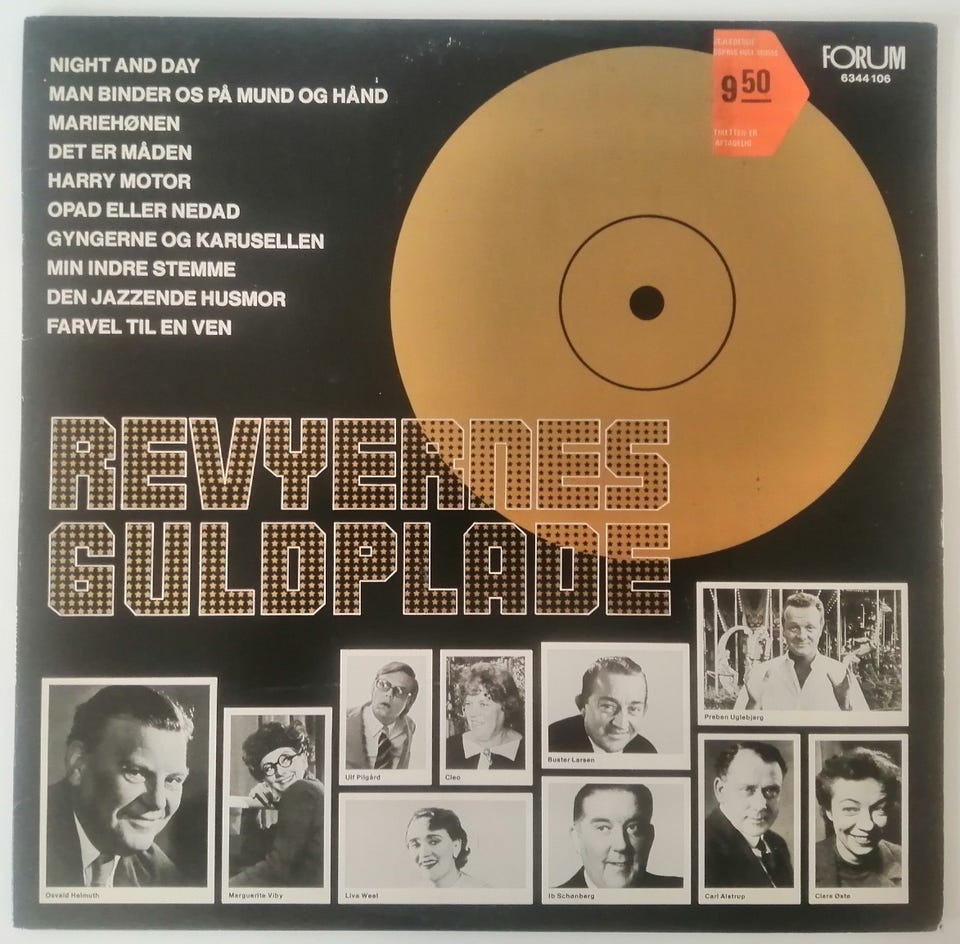 NIGHT AND DAY
MAN BINDER OS PÅ MUND OG HÅND
MARIEHØNEN
DET ER MÅDEN
HARRY MOTOR
OPAD ELLER NEDAD
GYNGERNE OG KARUSELLEN
MIN INDRE STEMME
DEN JAZZENDE HUSMOR
FARVEL TIL EN VEN
9 50
ETIKETTEN ER
AFTAGELIG
FORUM
6344 106
REVYERNES
GULDPLADE
Osvald Helmuth
Marguerite Viby
Ulf Pilgård
Cleo
Liva Weel
Buster Larsen
Ib Schønberg
Preben Uglebjerg
Carl Alstrup
Clara Østø